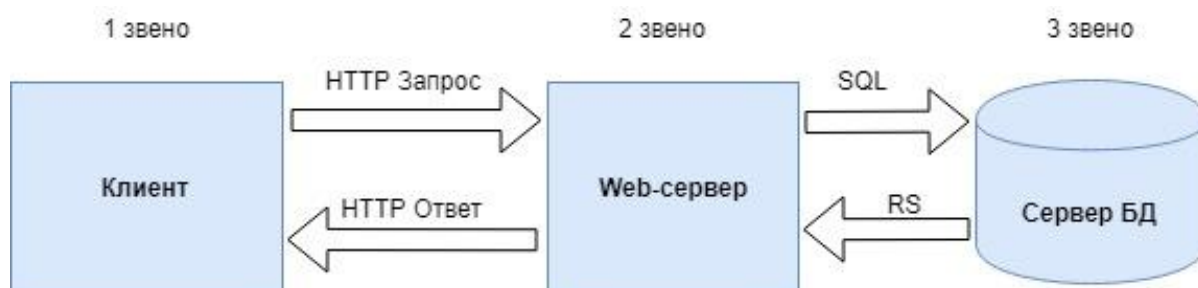 1 звено
2 звено
3 звено
HTTP Запрос
SQL
Клиент
Web-сервер
Сервер БД
HTTP Ответ
RS